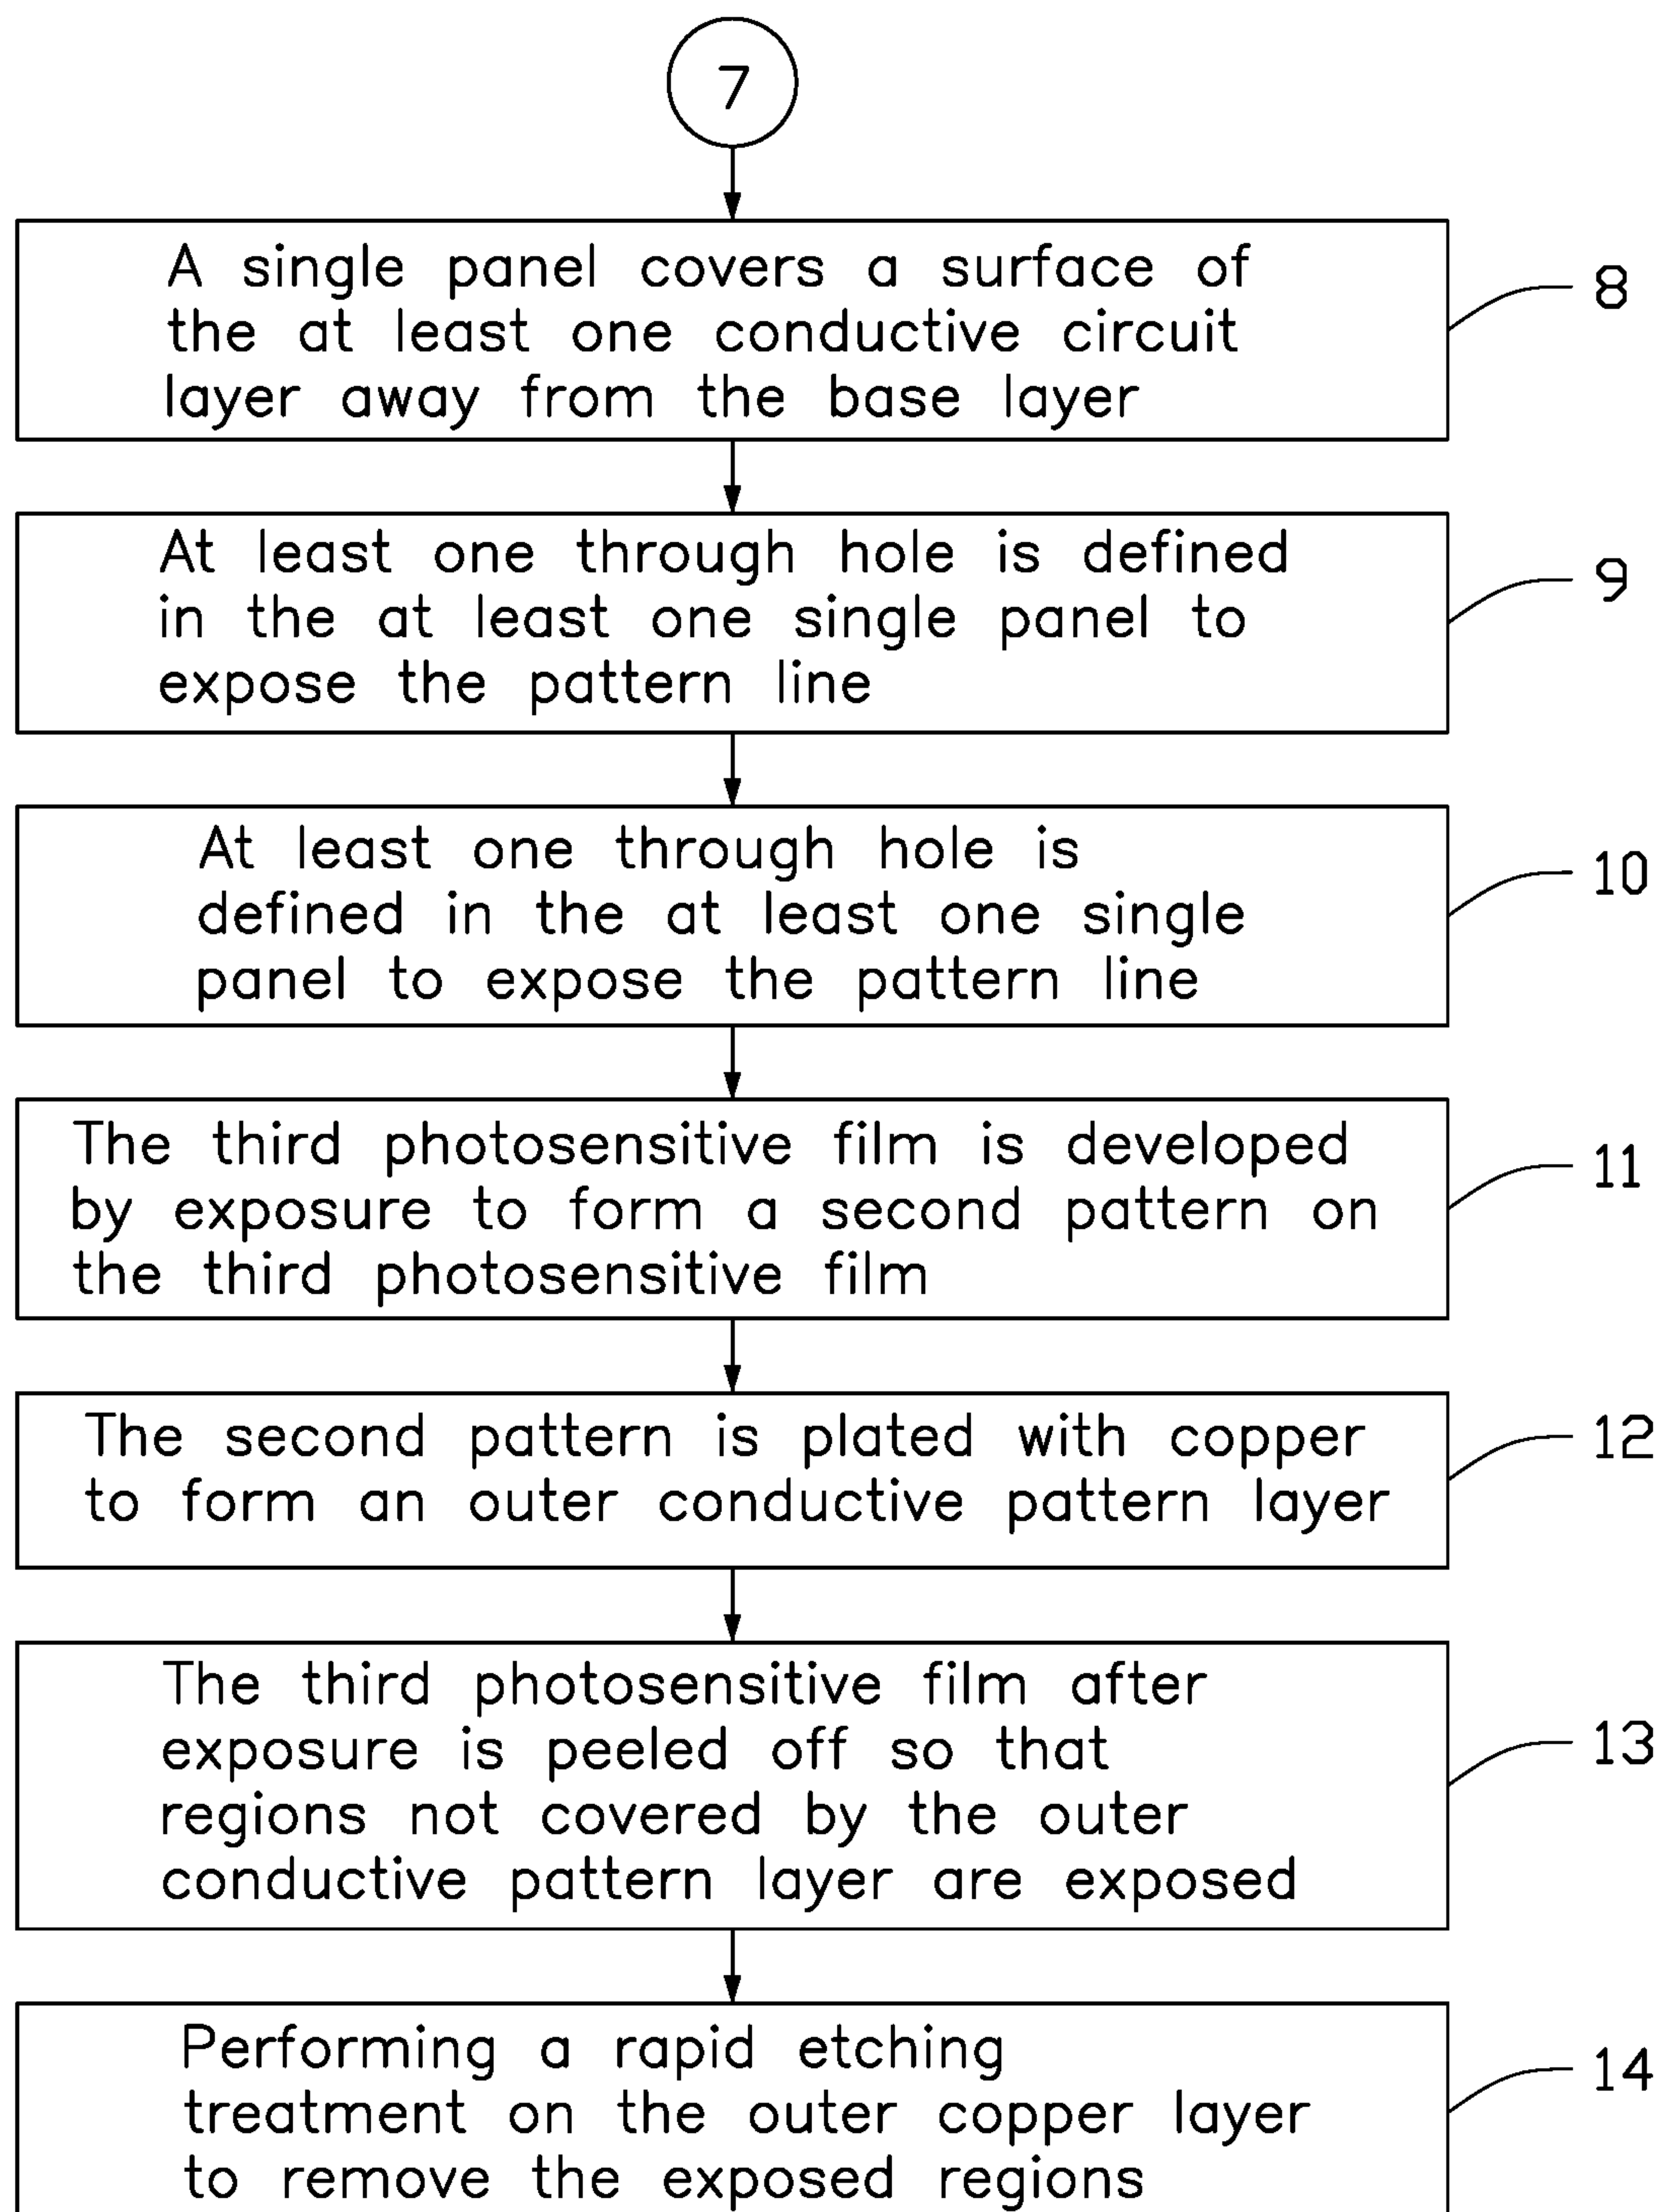 7
A single panel covers a surface of
the at least one conductive circuit
layer away from the base layer
8
At least one through hole is defined
in the at least one single panel to
expose the pattern line
9
At least one through hole is
defined in the at least one single
panel to expose the pattern line
10
The third photosensitive film is developed
by exposure to form a second pattern on
the third photosensitive film
11
The second pattern is plated with copper
to form an outer conductive pattern layer
12
The third photosensitive film after
exposure is peeled off so that
regions not covered by the outer
conductive pattern layer are exposed
13
Performing a rapid etching
treatment on the outer copper layer
to remove the exposed regions
14